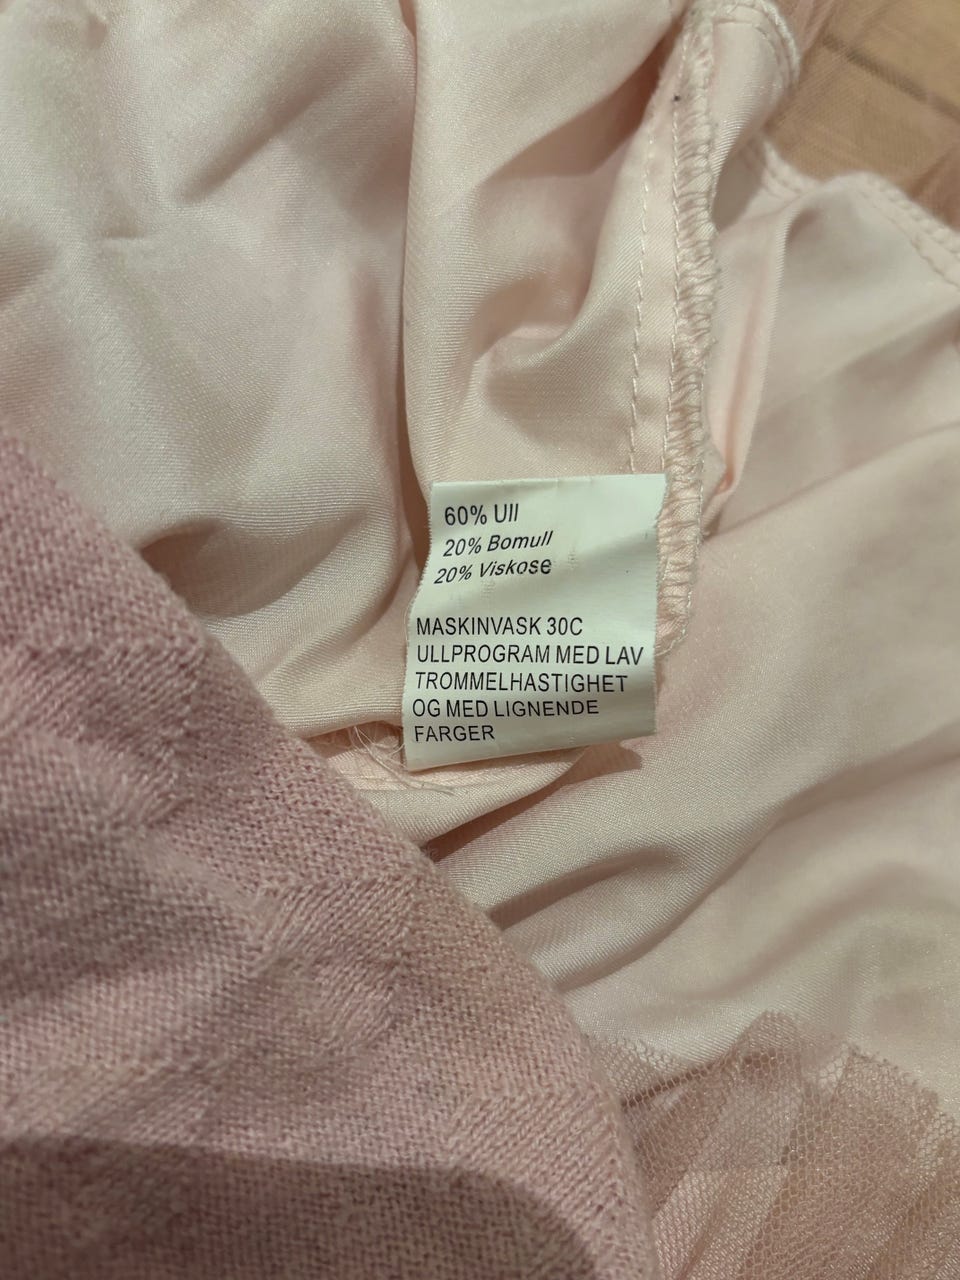 60% Ull
20% Bomull
20% Viskose
MASKINVASK 30C
ULLPROGRAM MED LAV
TROMMELHASTIGHET
OG MED LIGNENDE
FARGER